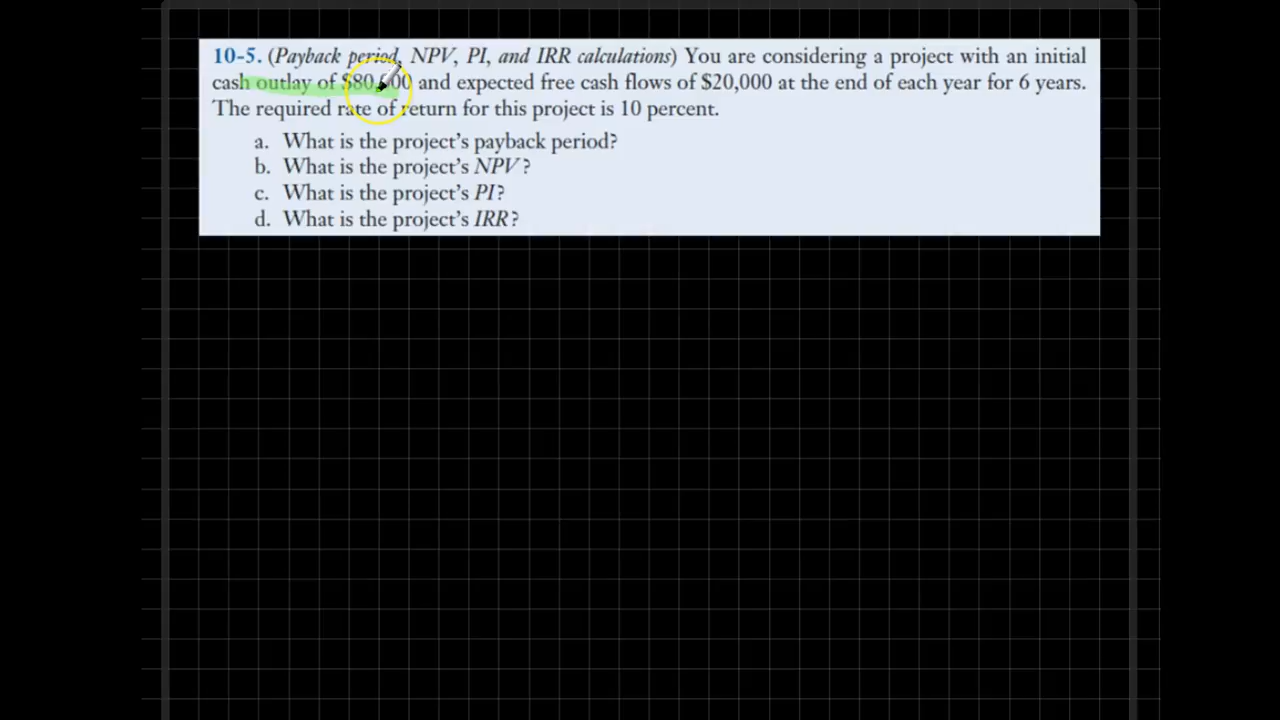 10-5. (Payback period, NPV, PI, and IRR calculations) You are considering a project with an initial
cash outlay of $80,000 and expected free cash flows of $20,000 at the end of each year for 6 years.
The required rate of return for this project is 10 percent.
a. What is the project's payback period?
b. What is the project's NPV?
c. What is the project's PI?
d. What is the project's IRR?